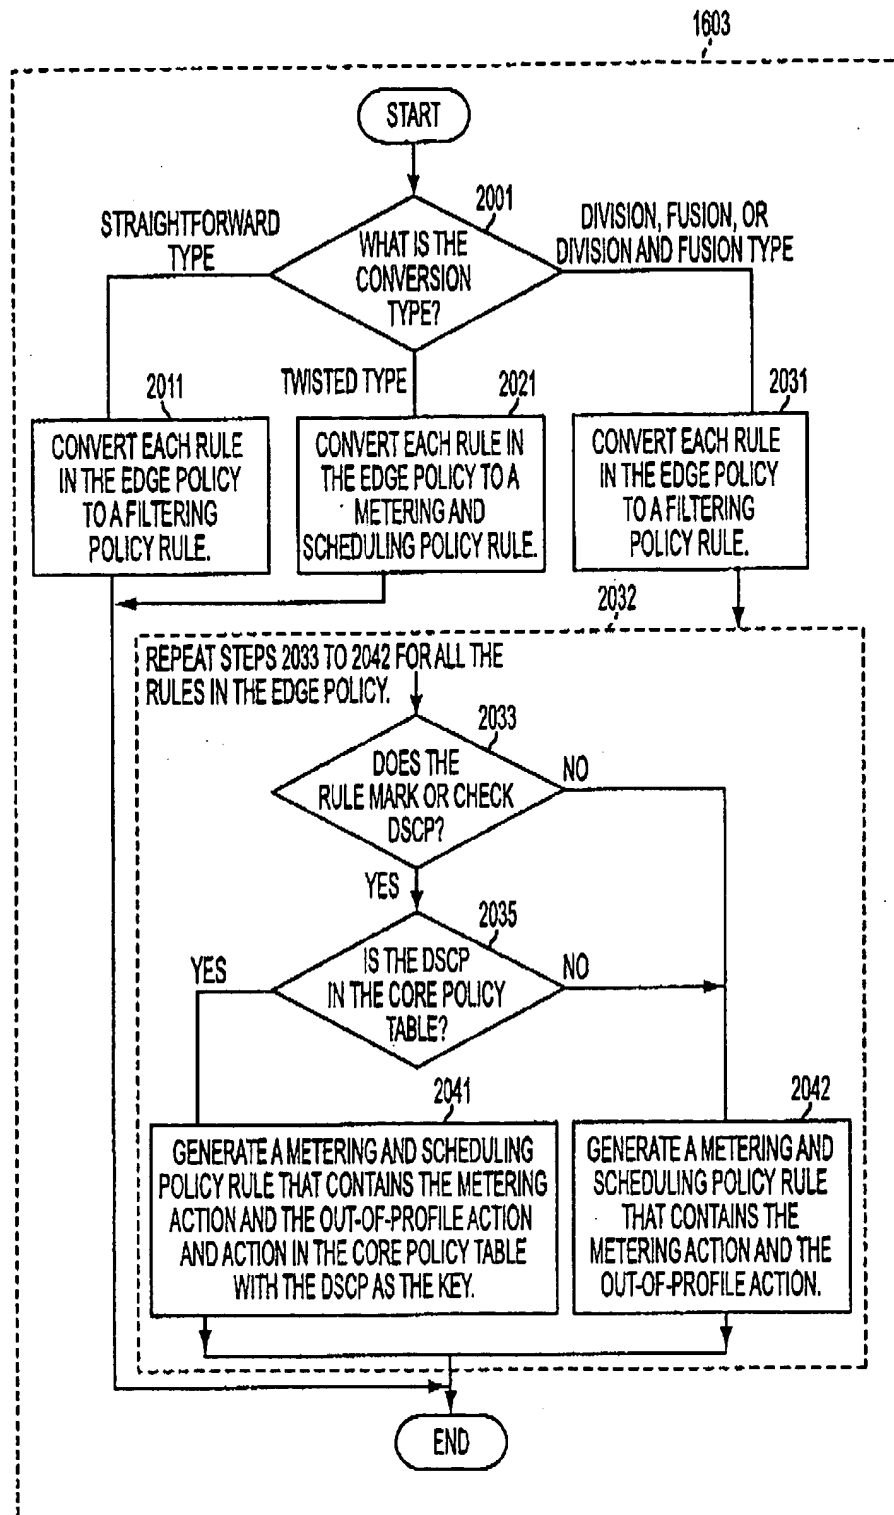 1603
START
2001
STRAIGHTFORWARD
TYPE
WHAT IS THE
CONVERSION
TYPE?
DIVISION, FUSION, OR
DIVISION AND FUSION TYPE
TWISTED TYPE
2011
CONVERT EACH RULE
IN THE EDGE POLICY
TO A FILTERING
POLICY RULE.
2021
CONVERT EACH RULE IN
THE EDGE POLICY TO A
METERING AND
SCHEDULING POLICY RULE.
2031
CONVERT EACH RULE
IN THE EDGE POLICY
TO A FILTERING
POLICY RULE.
2032
REPEAT STEPS 2033 TO 2042 FOR ALL THE
RULES IN THE EDGE POLICY.
2033
DOES THE
RULE MARK OR CHECK
DSCP?
NO
YES
2035
IS THE DSCP
IN THE CORE POLICY
TABLE?
YES
NO
2041
GENERATE A METERING AND SCHEDULING
POLICY RULE THAT CONTAINS THE METERING
ACTION AND THE OUT-OF-PROFILE ACTION
AND ACTION IN THE CORE POLICY TABLE
WITH THE DSCP AS THE KEY.
2042
GENERATE A METERING AND
SCHEDULING POLICY RULE
THAT CONTAINS THE
METERING ACTION AND THE
OUT-OF-PROFILE ACTION.
END